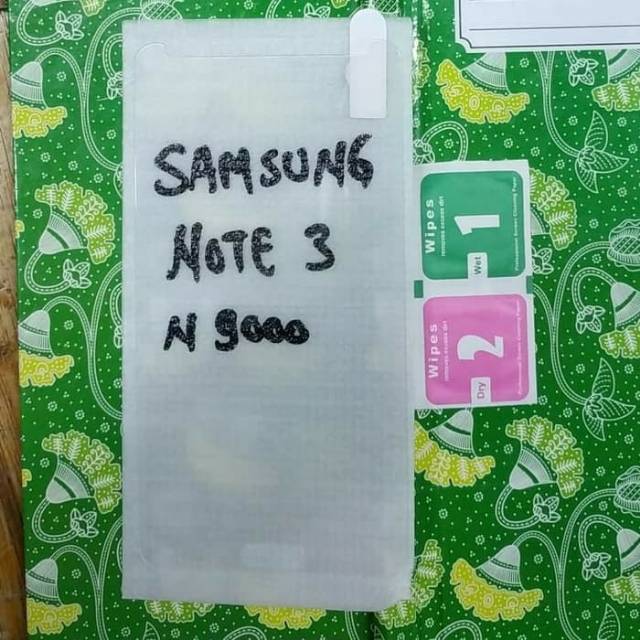 SAMSUNG
NOTE 3
N 9000
Wipes
1
Wet
Wipes
2
Dry